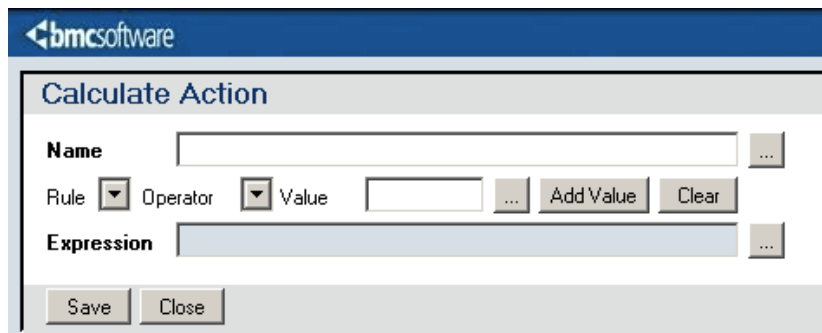 bmcsoftware
Calculate Action
Name ...
Rule Operator Value ... Add Value Clear
Expression ...
Save Close